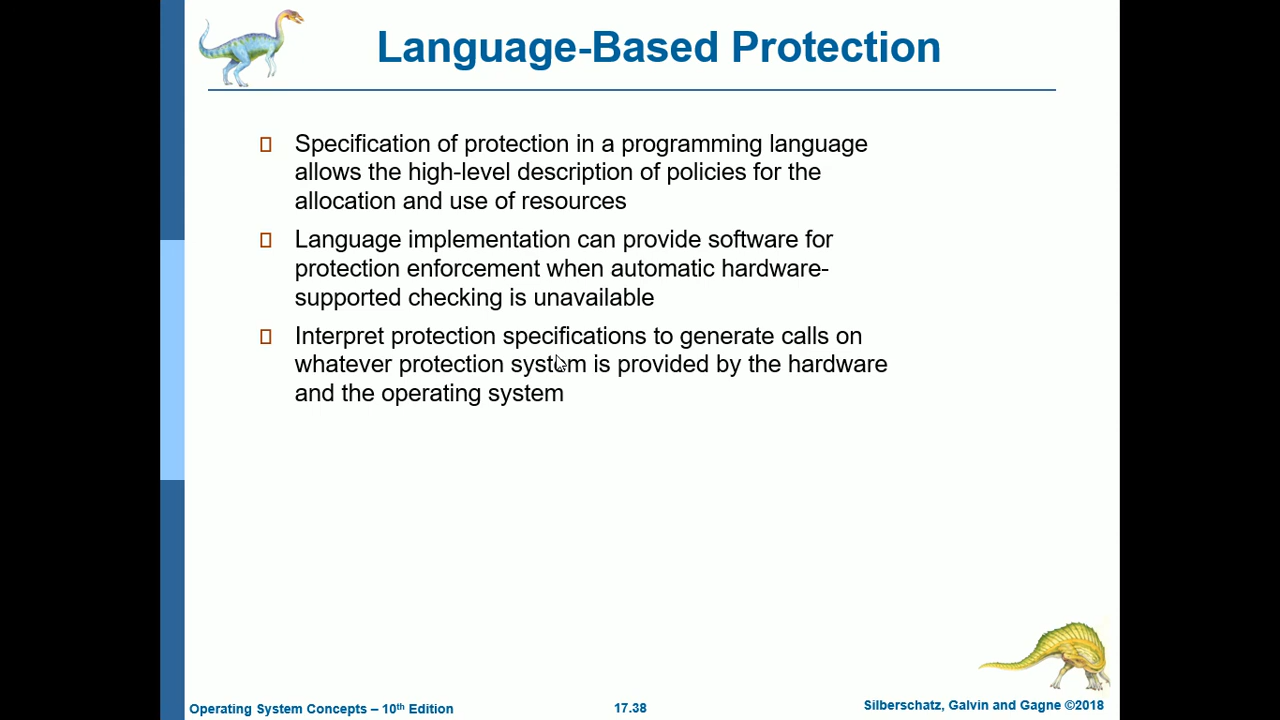 Language-Based Protection
Specification of protection in a programming language
allows the high-level description of policies for the
allocation and use of resources
Language implementation can provide software for
protection enforcement when automatic hardware-
supported checking is unavailable
Interpret protection specifications to generate calls on
whatever protection system is provided by the hardware
and the operating system
Operating System Concepts – 10th Edition
17.38
Silberschatz, Galvin and Gagne ©2018